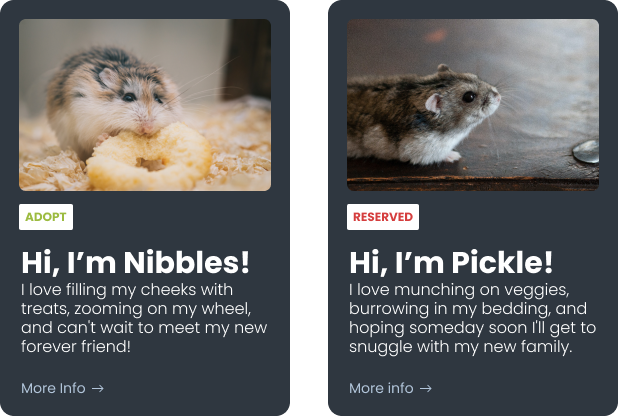 ADOPT
Hi, I’m Nibbles!
I love filling my cheeks with
treats, zooming on my wheel,
and can't wait to meet my new
forever friend!
More Info →
RESERVED
Hi, I’m Pickle!
I love munching on veggies,
burrowing in my bedding, and
hoping someday soon I'll get to
snuggle with my new family.
More info →